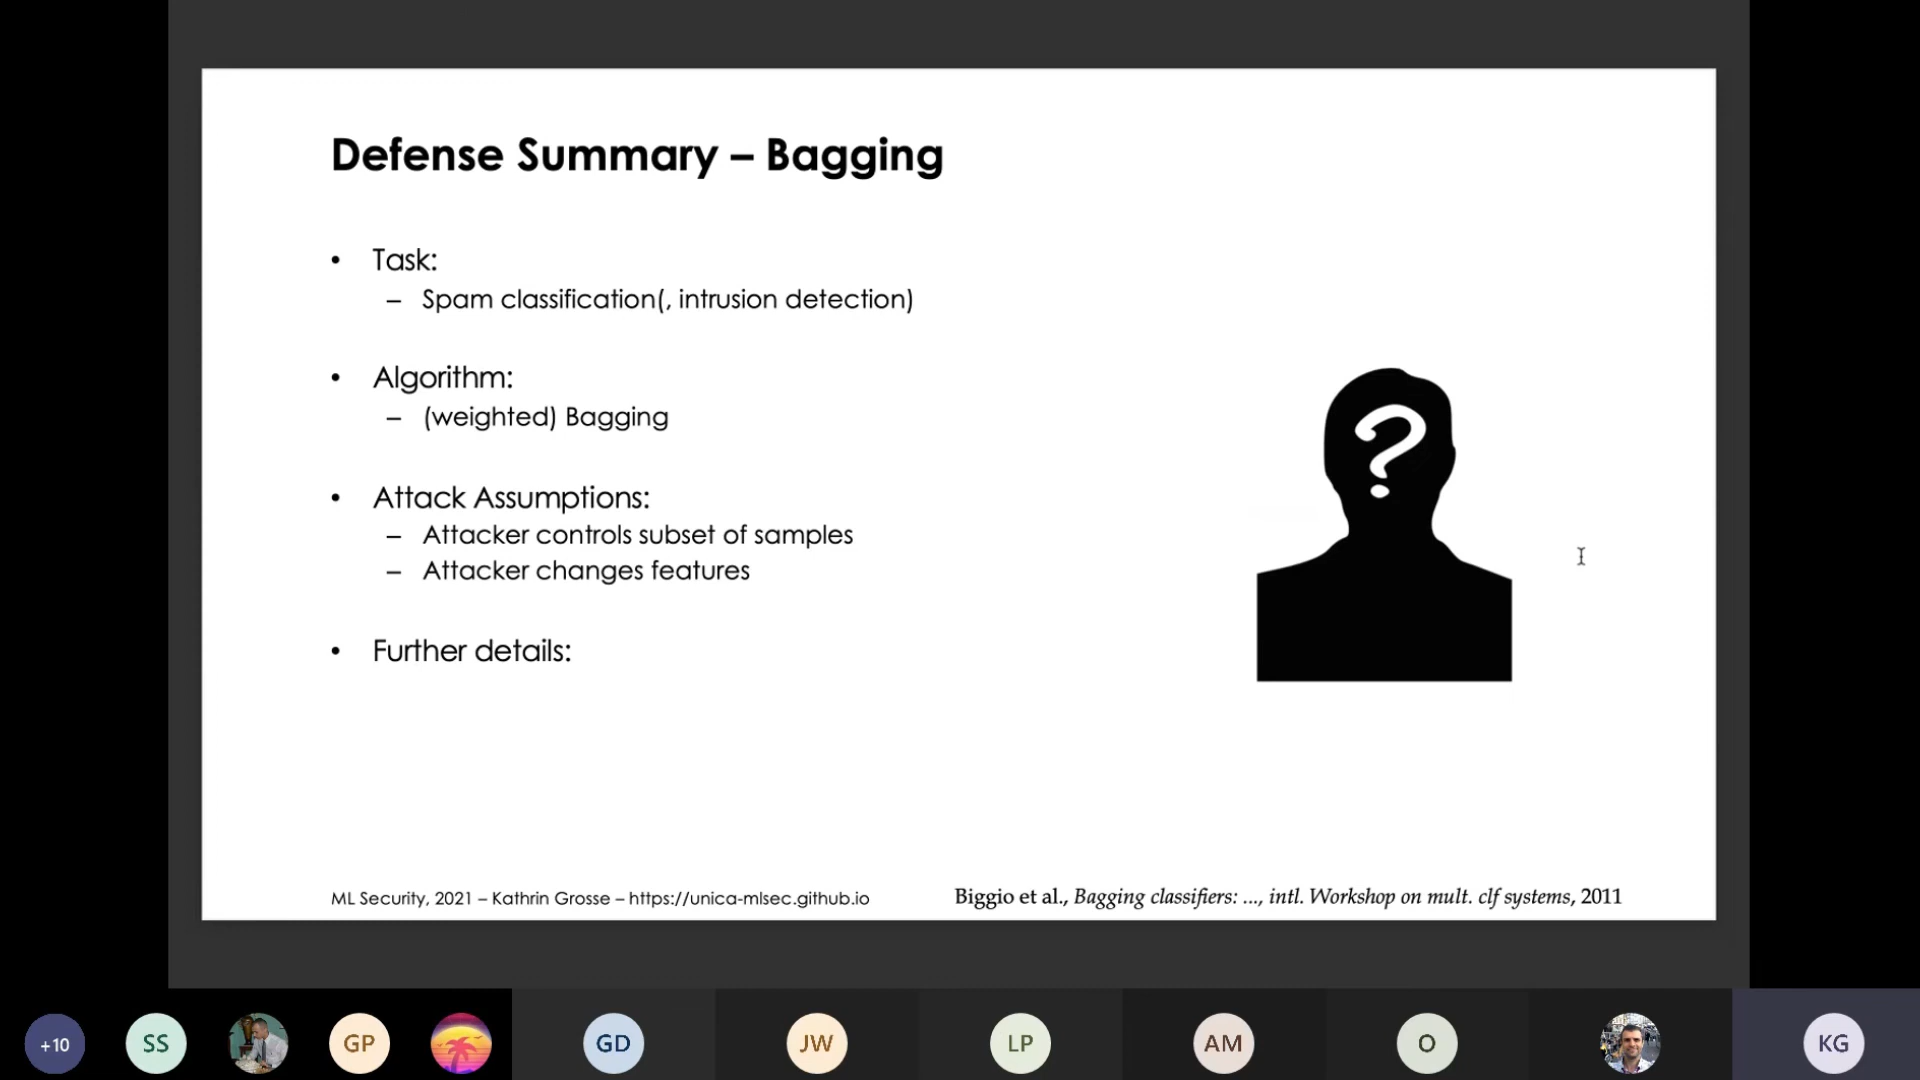 Defense Summary – Bagging
• Task:
– Spam classification(, intrusion detection)
• Algorithm:
– (weighted) Bagging
• Attack Assumptions:
– Attacker controls subset of samples
– Attacker changes features
• Further details:
?
ML Security, 2021 – Kathrin Grosse – https://unica-mlsec.github.io
Biggio et al., Bagging classifiers: ..., intl. Workshop on mult. clf systems, 2011
+10 SS GP GD JW LP AM O KG